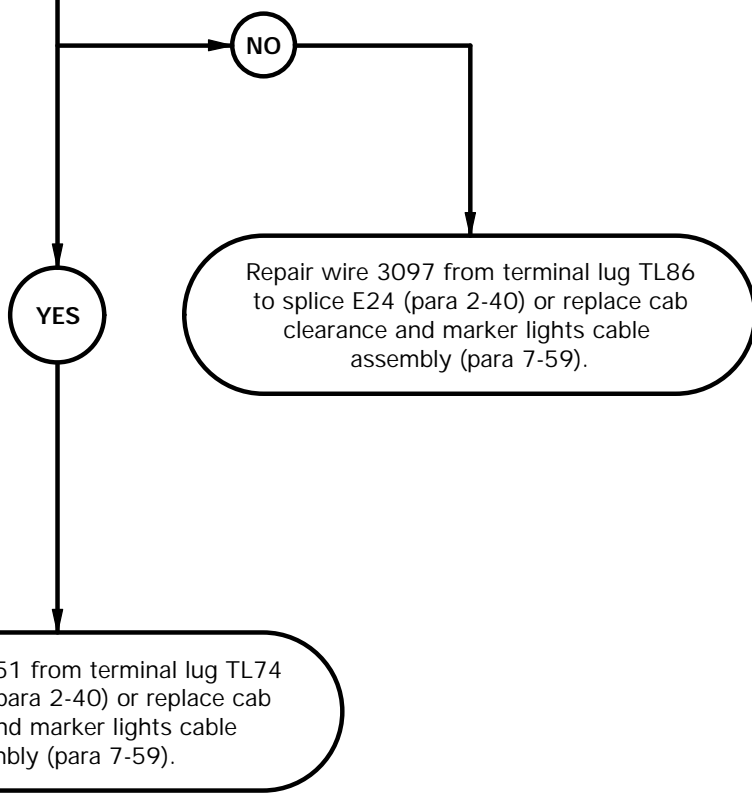 NO
Repair wire 3097 from terminal lug TL86
to splice E24 (para 2-40) or replace cab
clearance and marker lights cable
assembly (para 7-59).
YES
51 from terminal lug TL74
para 2-40) or replace cab
marker lights cable
(para 7-59).